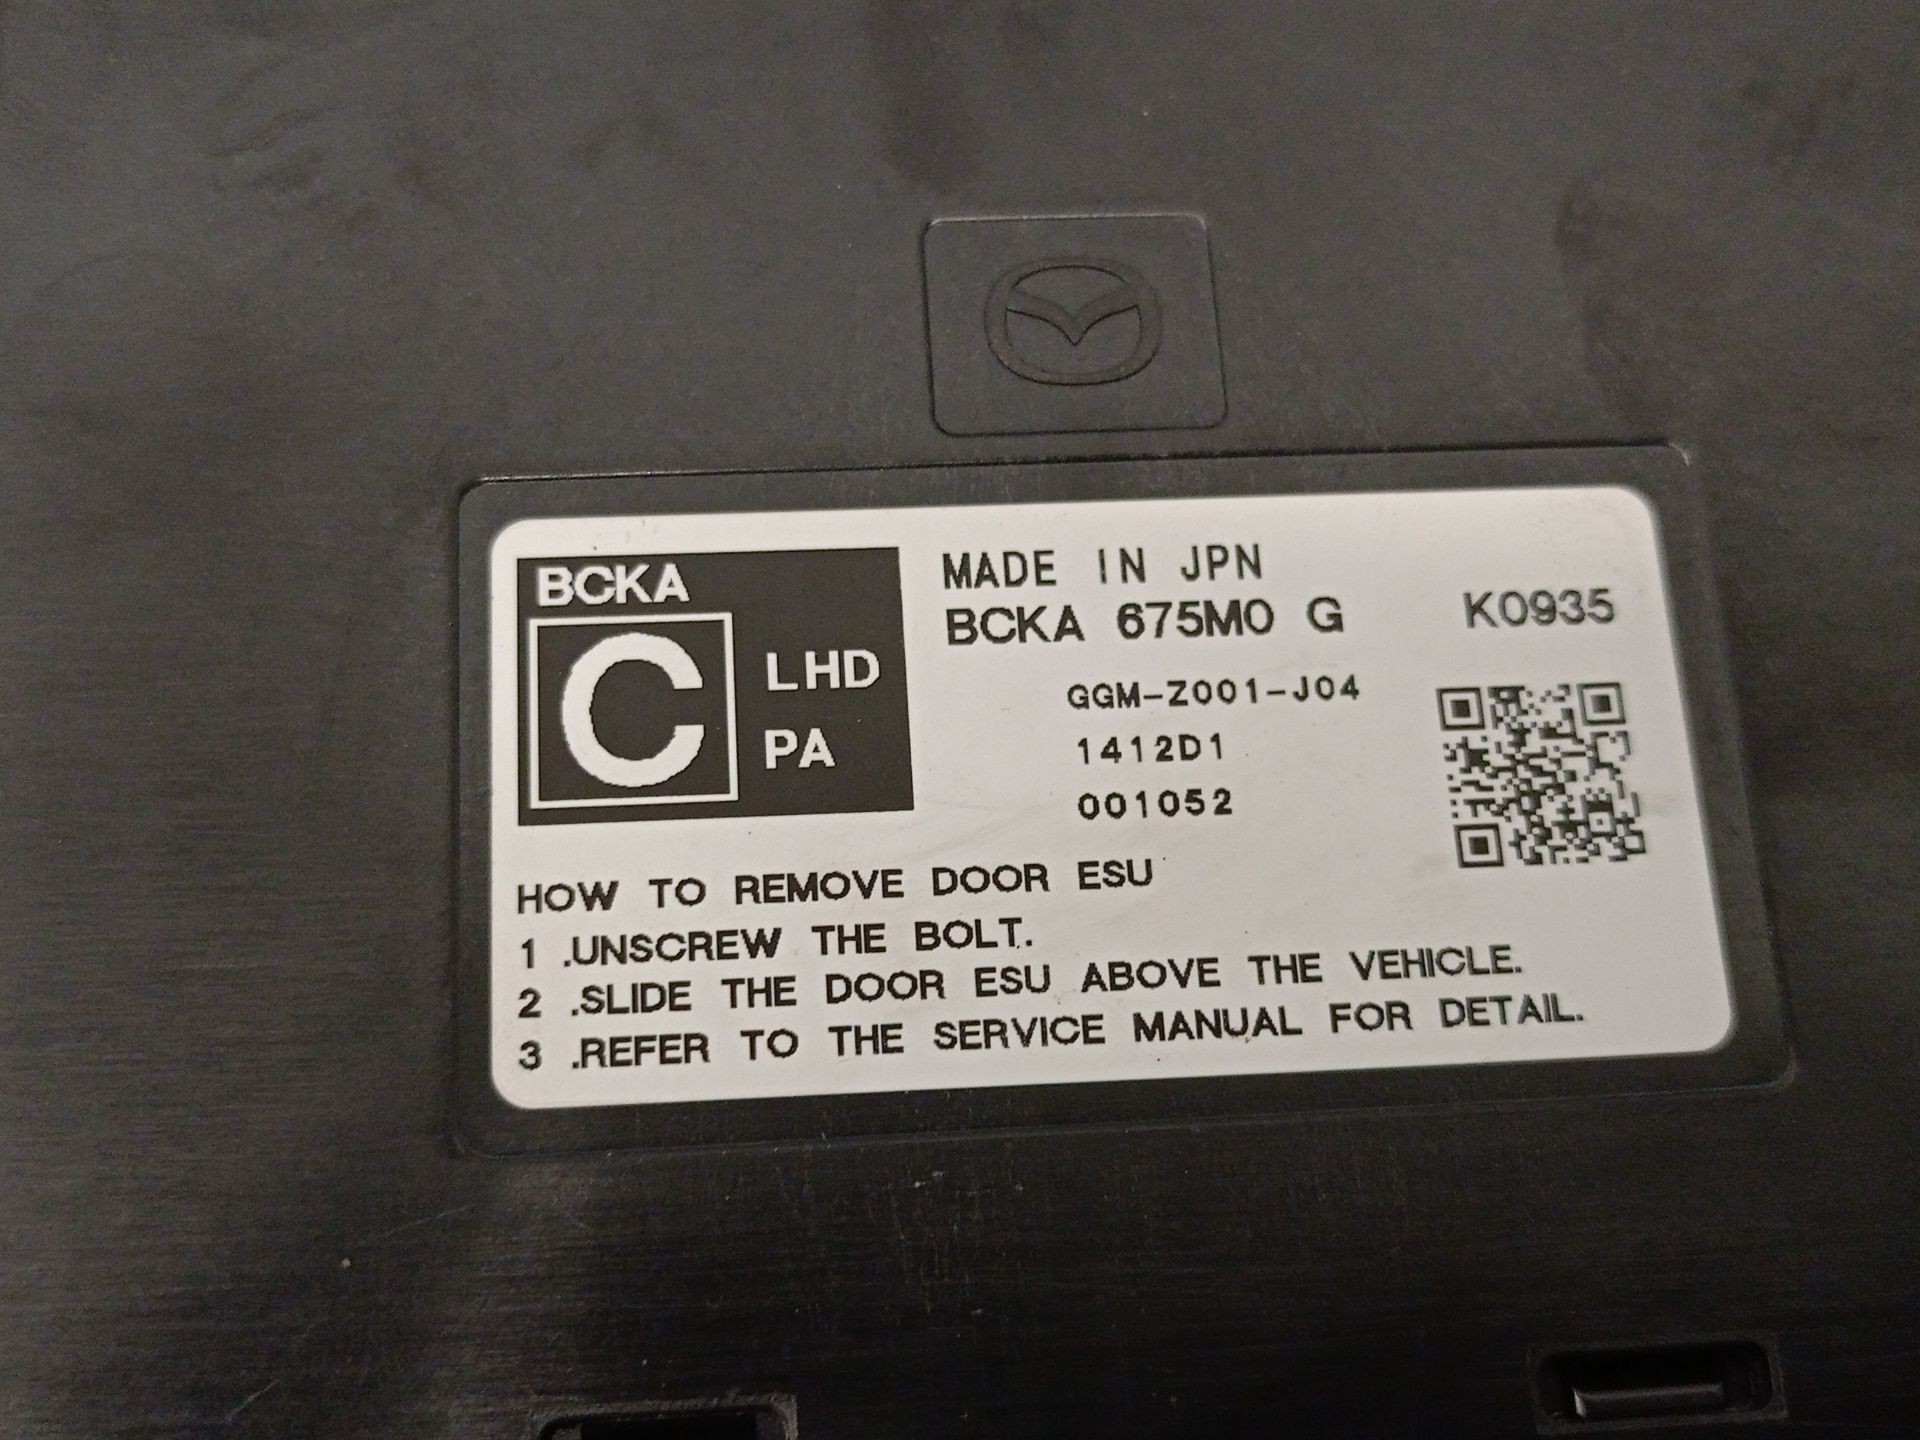 BCKA
C
LHD
PA
MADE IN JPN
BCKA 675M0 G K0935
GGM-Z001-J04
1412D1
001052
HOW TO REMOVE DOOR ESU
1 .UNSCREW THE BOLT.
2 .SLIDE THE DOOR ESU ABOVE THE VEHICLE.
3 .REFER TO THE SERVICE MANUAL FOR DETAIL.